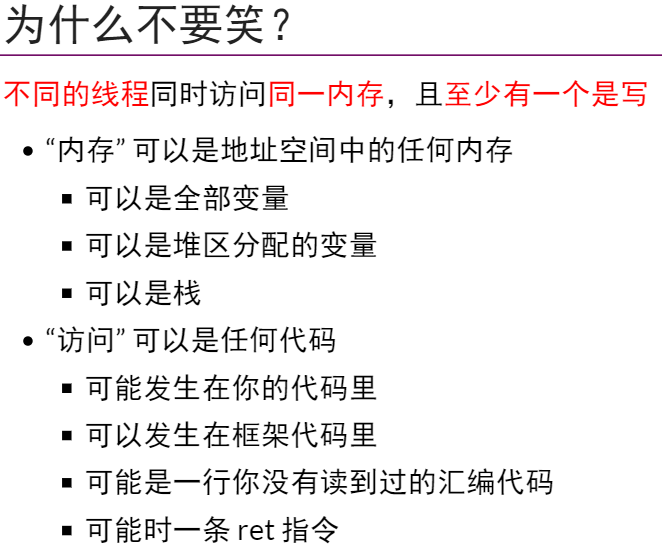 为什么不要笑？
不同的线程同时访问同一内存，且至少有一个是写
• “内存” 可以是地址空间中的任何内存
▪ 可以是全部变量
▪ 可以是堆区分配的变量
▪ 可以是栈
• “访问” 可以是任何代码
▪ 可能发生在你的代码里
▪ 可以发生在框架代码里
▪ 可能是一行你没有读到过的汇编代码
▪ 可能时一条 ret 指令